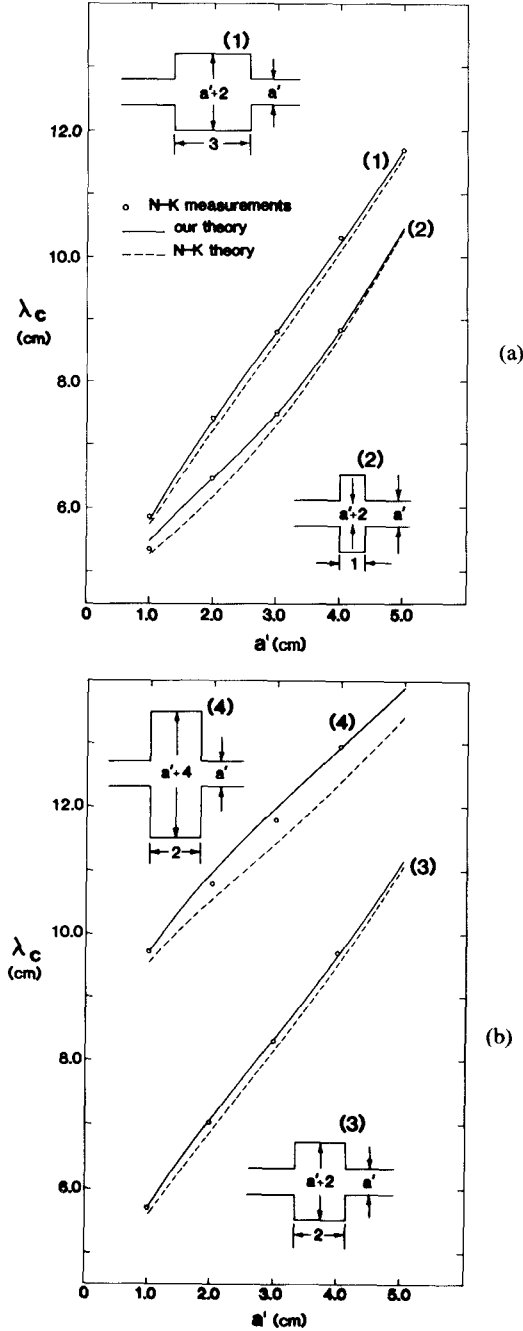 (a)
(1)
a'+2
a'
3
12.0
(1)
N–K measurements
our theory
N–K theory
(2)
10.0
λc
(cm)
8.0
(2)
a'+2
a'
1
6.0
0
1.0
2.0
3.0
4.0
5.0
a' (cm)
(b)
(4)
(4)
a'+4
a'
2
12.0
(3)
10.0
λc
(cm)
8.0
(3)
a'+2
a'
2
6.0
0
1.0
2.0
3.0
4.0
5.0
a' (cm)